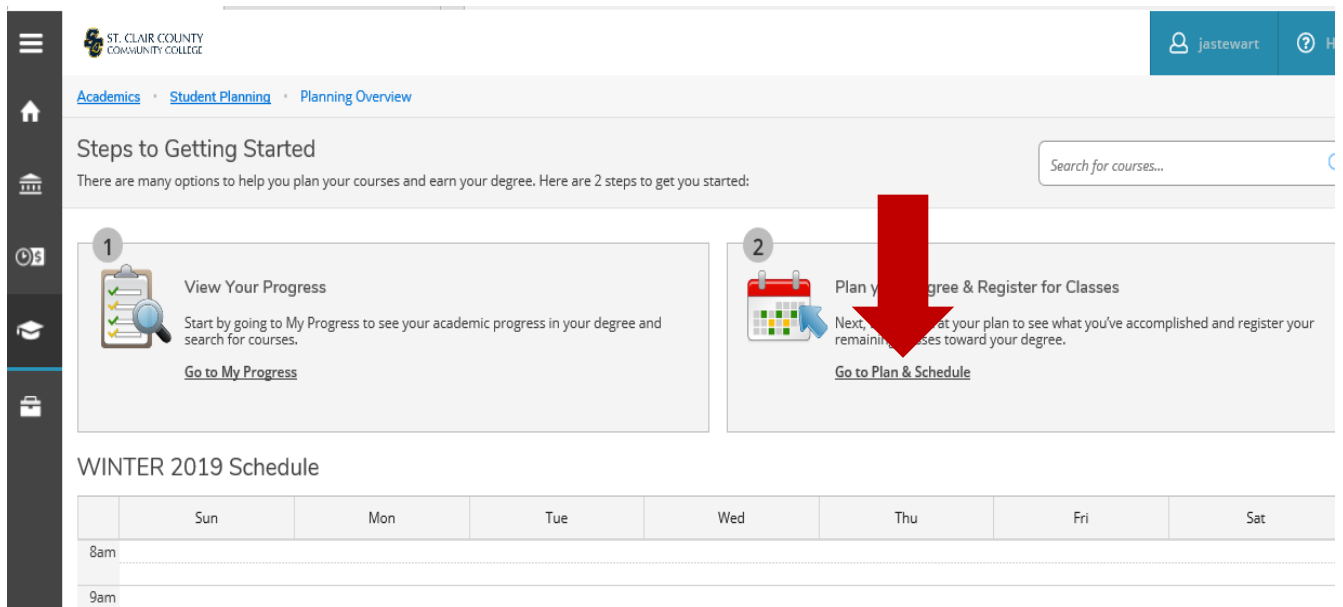 ST. CLAIR COUNTY
COMMUNITY COLLEGE
jastewart
H
Academics • Student Planning • Planning Overview
Steps to Getting Started
There are many options to help you plan your courses and earn your degree. Here are 2 steps to get you started:
Search for courses...
1
View Your Progress
Start by going to My Progress to see your academic progress in your degree and
search for courses.
Go to My Progress
2
Plan gree & Register for Classes
Next, at your plan to see what you've accomplished and register your
remaining toward your degree.
Go to Plan & Schedule
WINTER 2019 Schedule
Sun Mon Tue Wed Thu Fri Sat
8am
9am